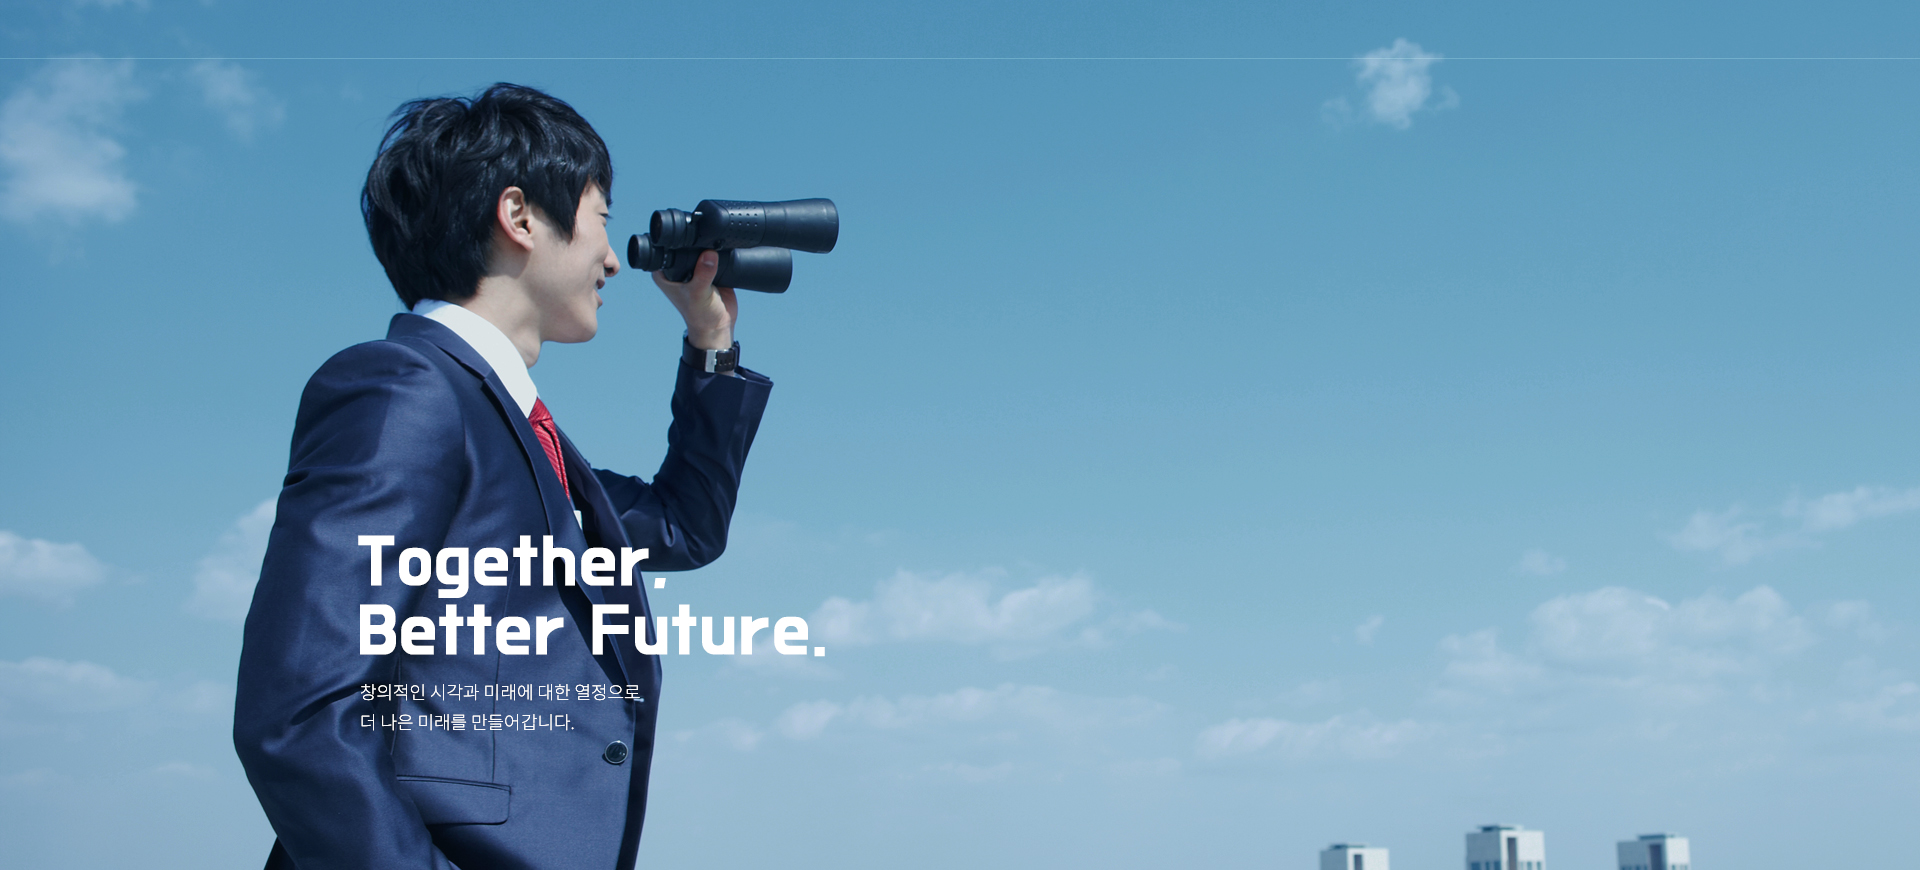 Together.
Better Future.
창의적인 시각과 미래에 대한 열정으로
더 나은 미래를 만들어갑니다.